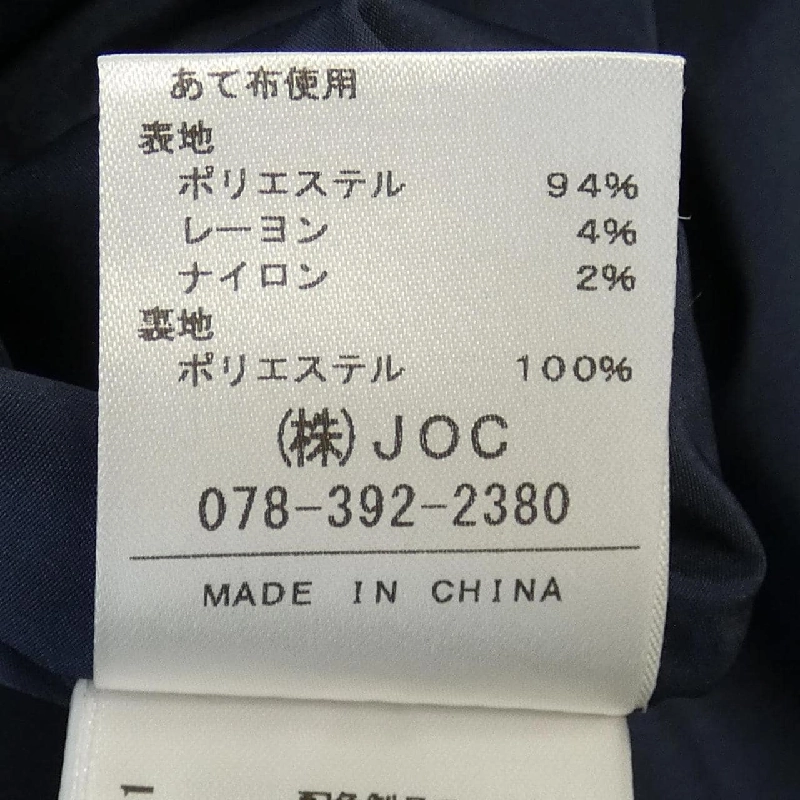 あて布使用
表地
ポリエステル 94%
レーヨン 4%
ナイロン 2%
裏地
ポリエステル 100%
(株)JOC
078-392-2380
MADE IN CHINA